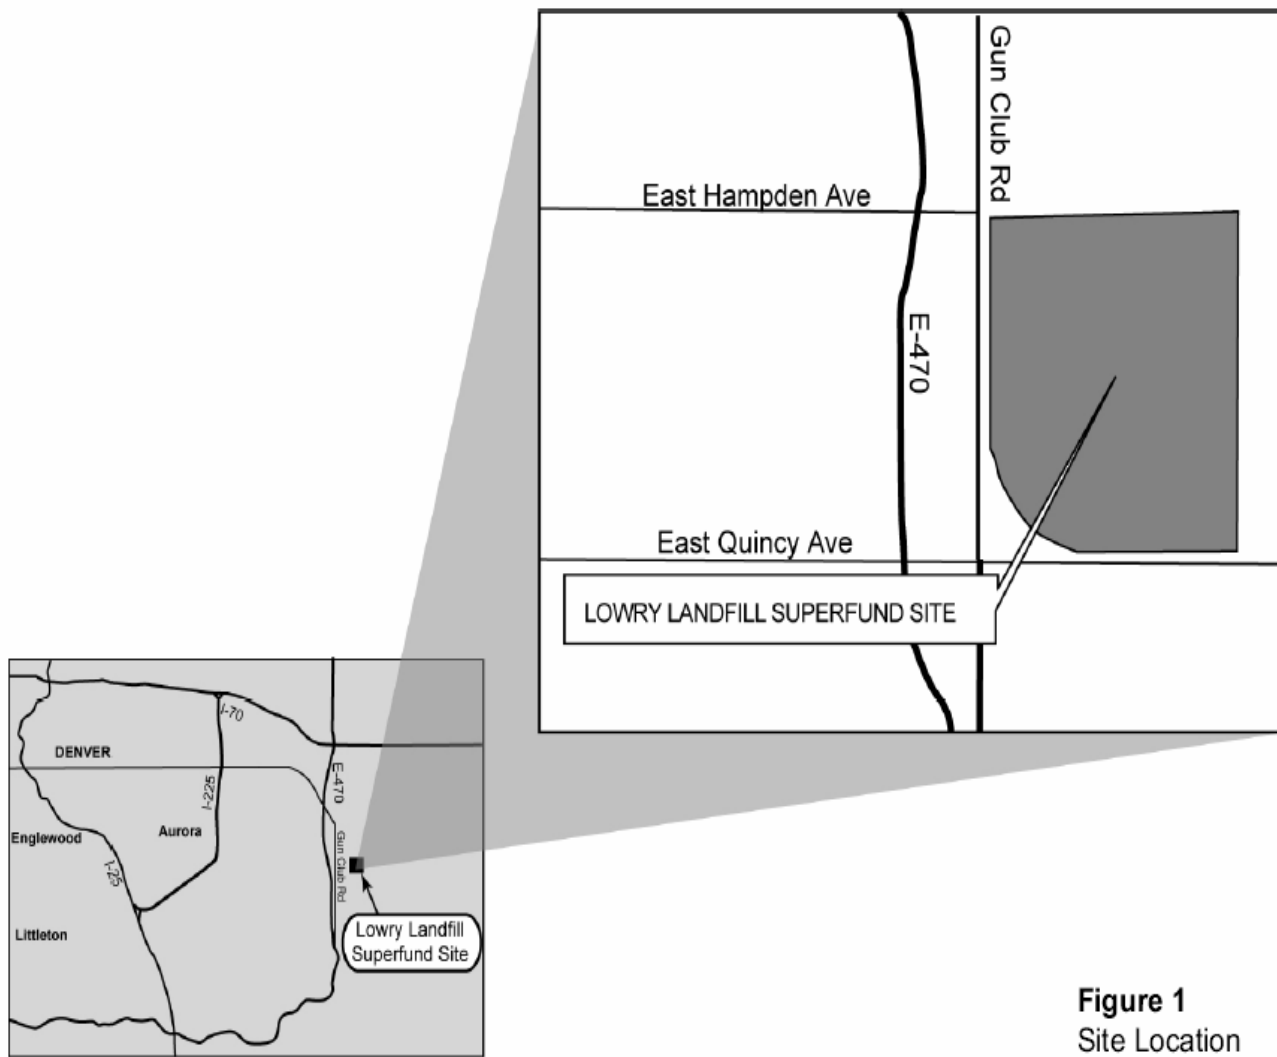 Gun Club Rd
East Hampden Ave
E-470
East Quincy Ave
LOWRY LANDFILL SUPERFUND SITE
I-70
DENVER
E-470
I-225
Aurora
Englewood
Gun Club Rd
I-25
Littleton
Lowry Landfill
Superfund Site
Figure 1
Site Location